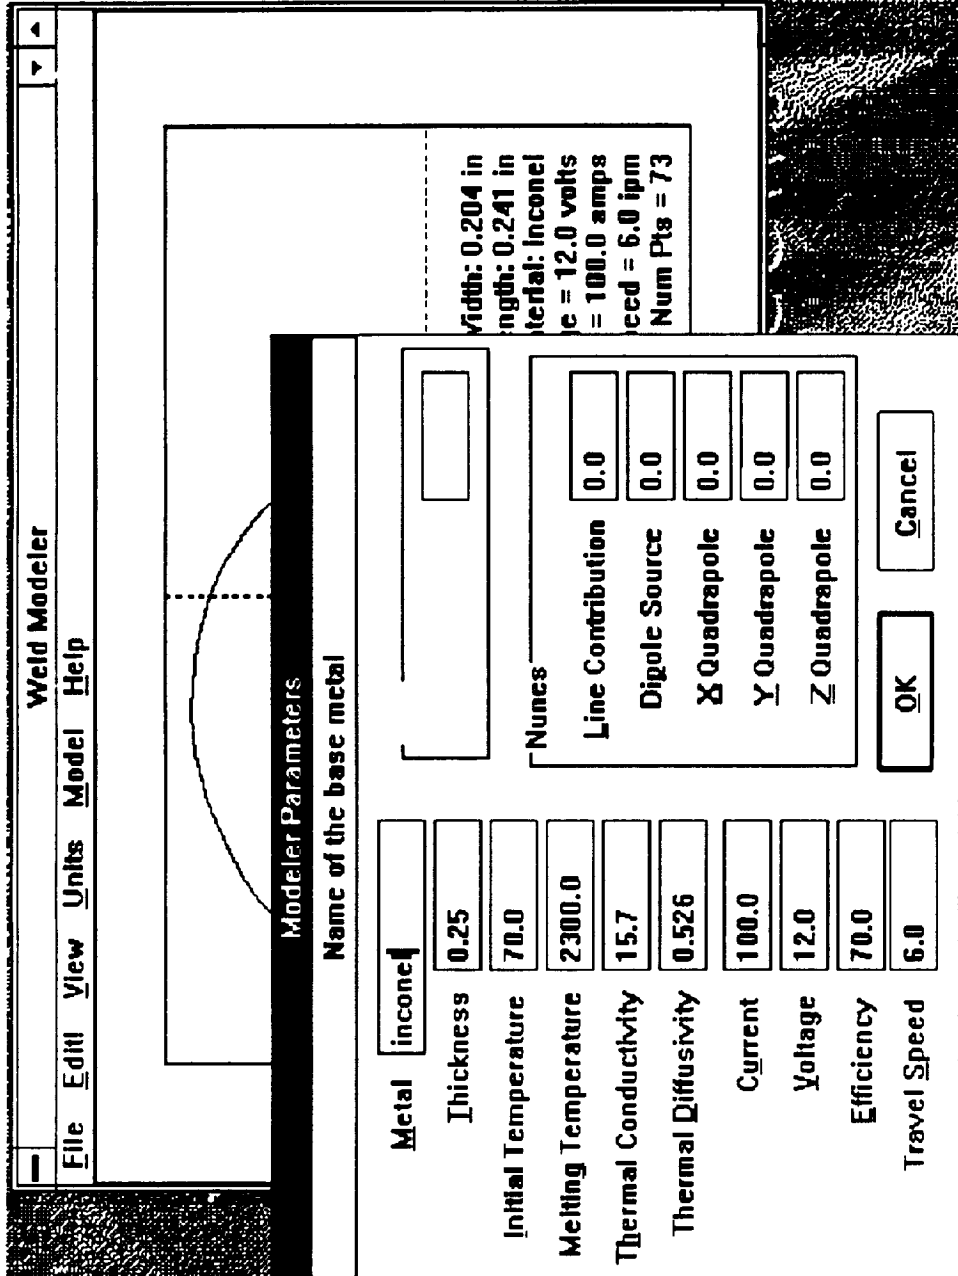 Weld Modeler
File Editl View Units Model Help
Width: 0.204 in
ngth: 0.241 in
terial: Inconel
ge = 12.0 volts
= 100.0 amps
eed = 6.0 ipm
Num Pts = 73
Modeler Parameters
Name of the base metal
Metal inconel
Thickness 0.25
Initial Temperature 70.0
Melting Temperature 2300.0
Thermal Conductivity 15.7
Thermal Diffusivity 0.526
Current 100.0
Voltage 12.0
Efficiency 70.0
Travel Speed 6.0
Nunes
Line Contribution 0.0
Dipole Source 0.0
X Quadrapole 0.0
Y Quadrapole 0.0
Z Quadrapole 0.0
OK Cancel